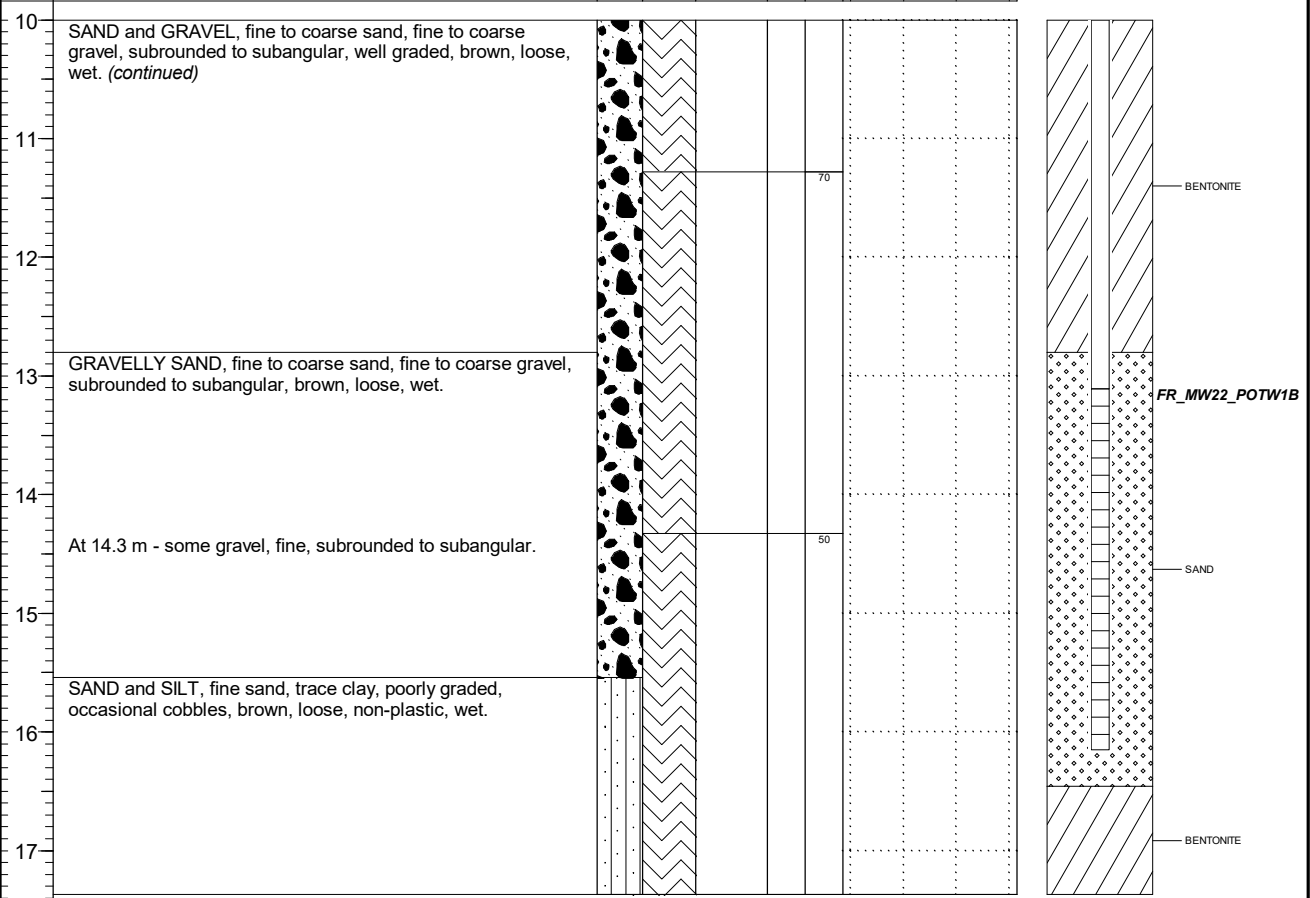 10
SAND and GRAVEL, fine to coarse sand, fine to coarse
gravel, subrounded to subangular, well graded, brown, loose,
wet. (continued)
11
70
BENTONITE
12
GRAVELLY SAND, fine to coarse sand, fine to coarse gravel,
subrounded to subangular, brown, loose, wet.
13
FR_MW22_POTW1B
14
At 14.3 m - some gravel, fine, subrounded to subangular.
50
SAND
15
SAND and SILT, fine sand, trace clay, poorly graded,
occasional cobbles, brown, loose, non-plastic, wet.
16
17
BENTONITE